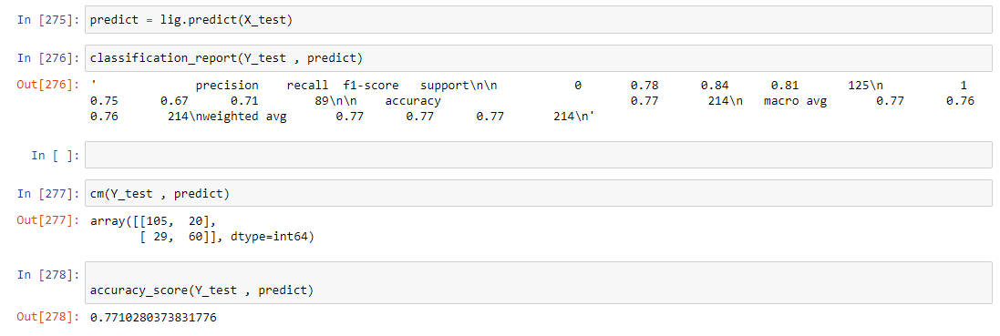 In [275]: predict = lig.predict(X_test)
In [276]: classification_report(Y_test , predict)
Out[276]: '              precision    recall  f1-score   support\n\n           0       0.78      0.84      0.81       125\n           1
0.75      0.67      0.71        89\n\n    accuracy                           0.77       214\n   macro avg       0.77      0.76
0.76       214\nweighted avg       0.77      0.77      0.77       214\n'
In [ ]:
In [277]: cm(Y_test , predict)
Out[277]: array([[105,  20],
       [ 29,  60]], dtype=int64)
In [278]:
accuracy_score(Y_test , predict)
Out[278]: 0.7710280373831776